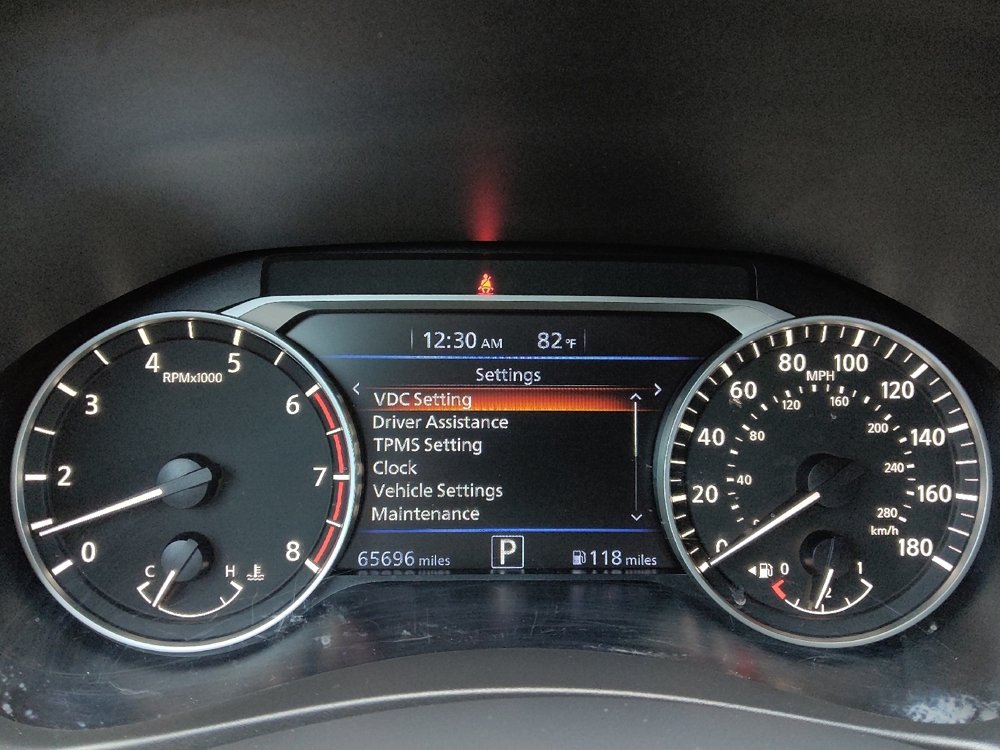 12:30 AM 82°F
Settings
VDC Setting
Driver Assistance
TPMS Setting
Clock
Vehicle Settings
Maintenance
65696 miles P 118 miles
RPMx1000
0 2 3 4 5 6 7 8
C H
MPH
0 20 40 60 80 100 120 140 160 180
40 80 120 160 200 240 280
km/h
0 1